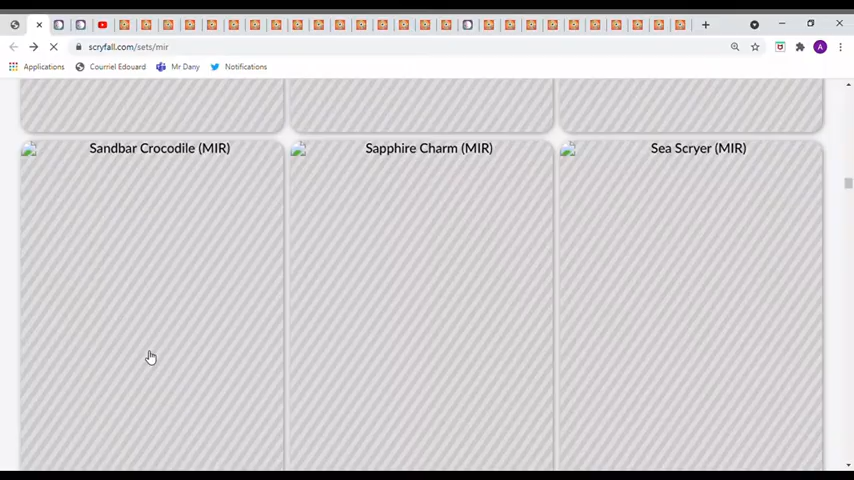 scryfall.com/sets/mir
A
Applications
Courriel Edouard
Mr Dany
Notifications
Sandbar Crocodile (MIR)
Sapphire Charm (MIR)
Sea Scryer (MIR)